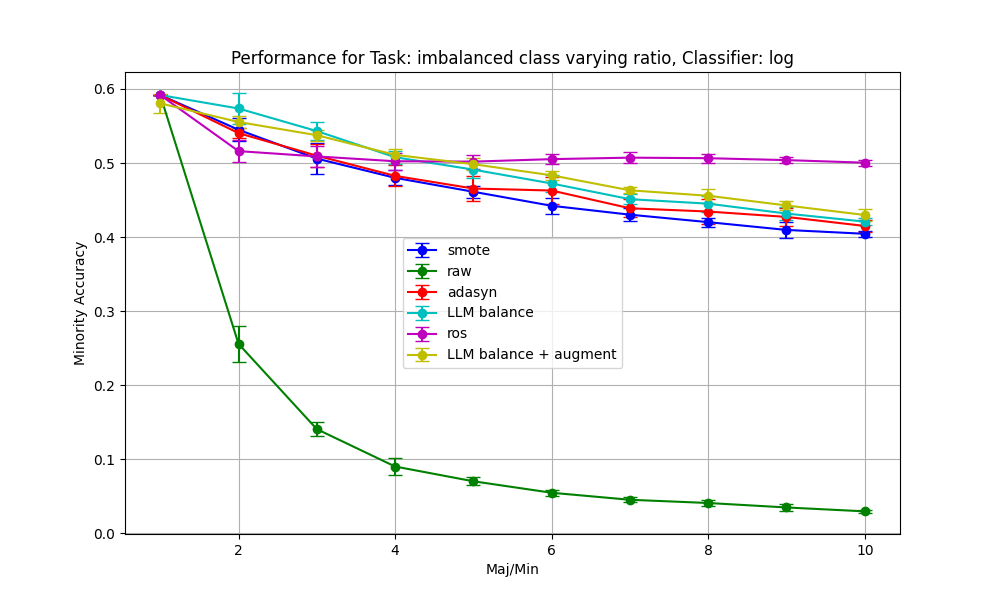 Performance for Task: imbalanced class varying ratio, Classifier: log
0.6
0.5
0.4
0.3
0.2
0.1
0.0
Minority Accuracy
smote
raw
adasyn
LLM balance
ros
LLM balance + augment
2
4
6
8
10
Maj/Min